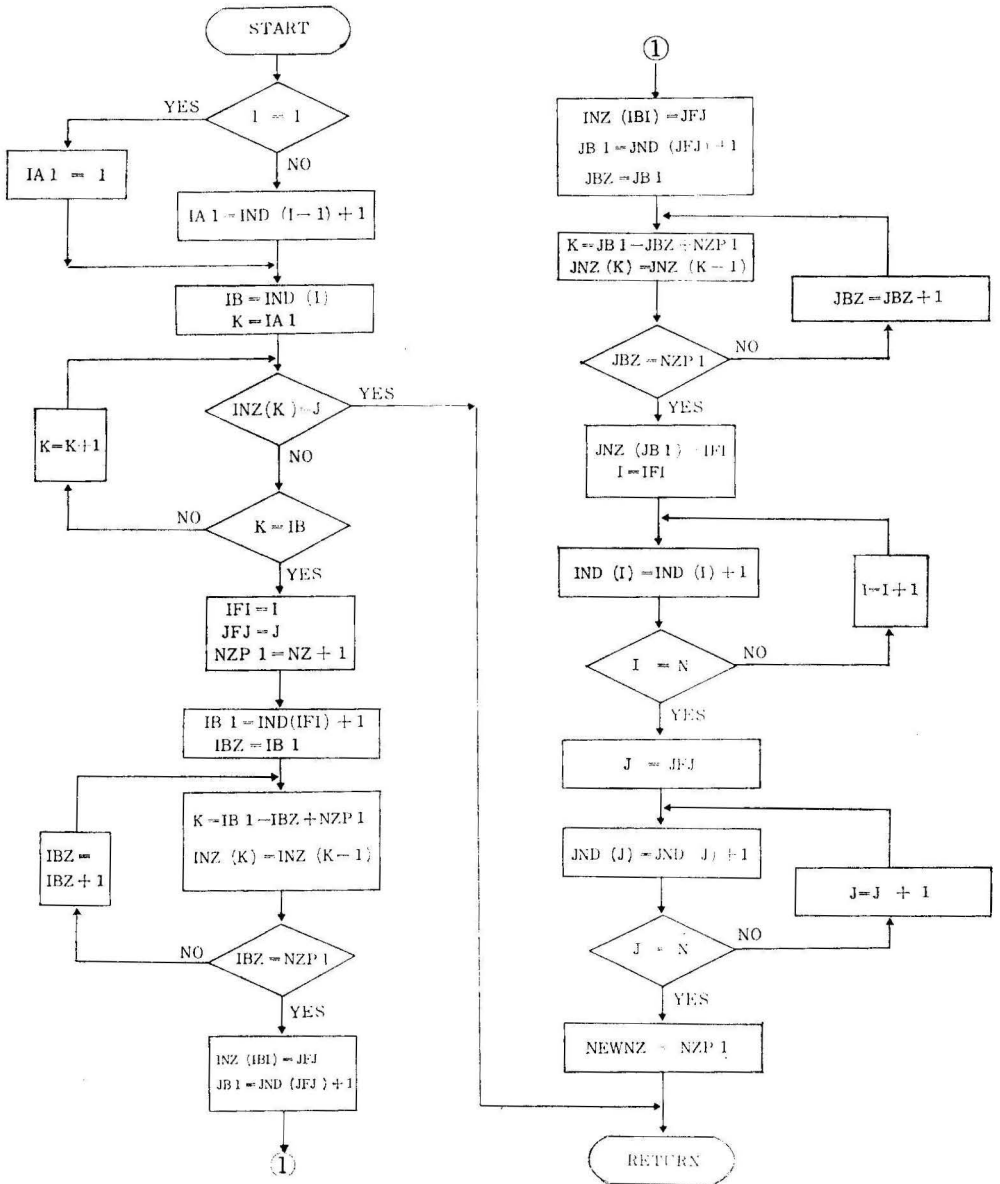 START
I = 1
YES
NO
IA 1 = 1
IA 1 = IND (I - 1) + 1
IB = IND (I)
K = IA 1
INZ(K) = J
YES
NO
K = K + 1
K = IB
NO
YES
IFI = I
JFJ = J
NZP 1 = NZ + 1
IB 1 = IND(IFI) + 1
IBZ = IB 1
K = IB 1 - IBZ + NZP 1
INZ (K) = INZ (K - 1)
IBZ =
IBZ + 1
IBZ = NZP 1
NO
YES
INZ (IBI) = JFJ
JB 1 = JND (JFJ) + 1
①
①
INZ (IBI) = JFJ
JB 1 = JND (JFJ) + 1
JBZ = JB 1
K = JB 1 - JBZ + NZP 1
JNZ (K) = JNZ (K - 1)
JBZ = JBZ + 1
JBZ = NZP 1
NO
YES
JNZ (JB 1) = IFI
I = IFI
IND (I) = IND (I) + 1
I = I + 1
I = N
NO
YES
J = JFJ
JND (J) = JND J) + 1
J = J + 1
J = N
NO
YES
NEWNZ = NZP 1
RETURN